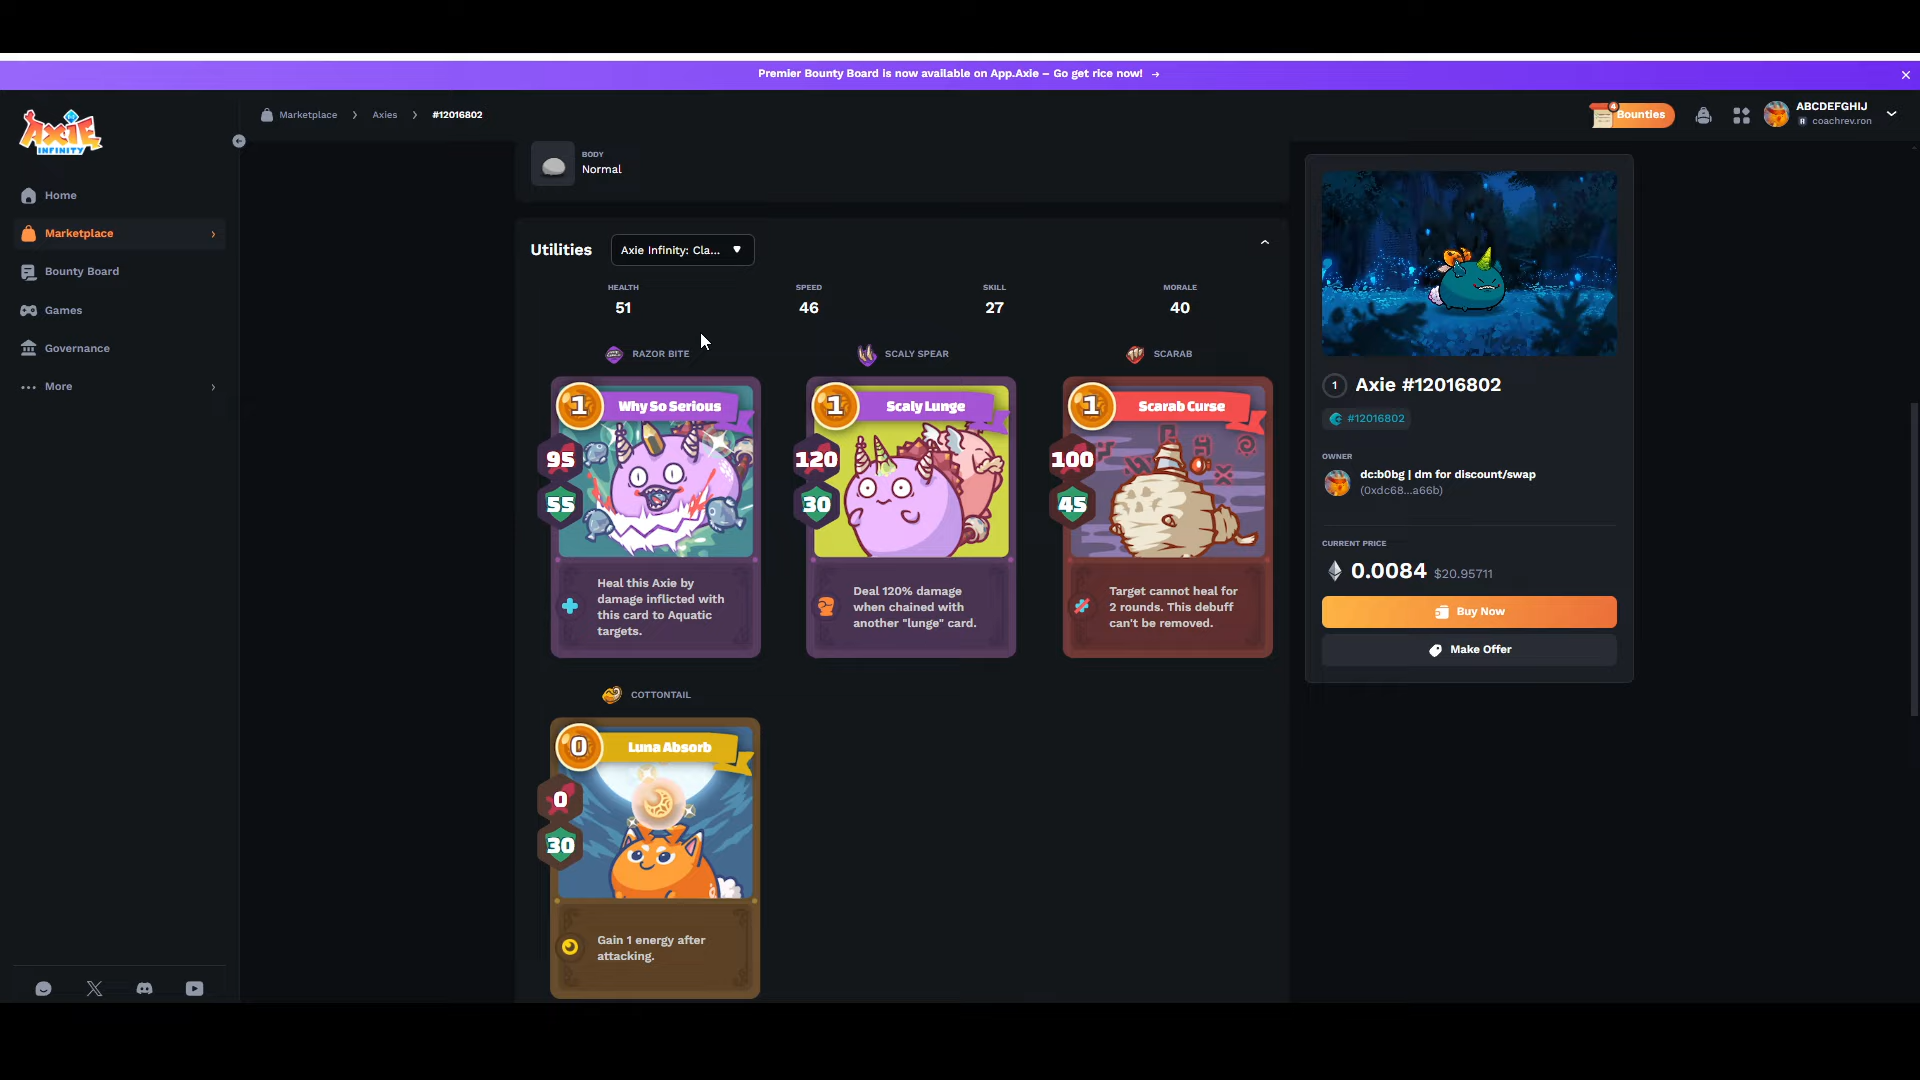 Premier Bounty Board is now available on App.Axie – Go get rice now! →
AXIE
INFINITY
Marketplace > Axies > #12016802
4
Bounties
ABCDEFGHIJ
coachrev.ron
Home
Marketplace
Bounty Board
Games
Governance
More
BODY
Normal
Utilities
Axie Infinity: Cla...
HEALTH
51
SPEED
46
SKILL
27
MORALE
40
RAZOR BITE
1
Why So Serious
95
55
Heal this Axie by
damage inflicted with
this card to Aquatic
targets.
SCALY SPEAR
1
Scaly Lunge
120
30
Deal 120% damage
when chained with
another "lunge" card.
SCARAB
1
Scarab Curse
100
45
Target cannot heal for
2 rounds. This debuff
can't be removed.
COTTONTAIL
0
Luna Absorb
0
30
Gain 1 energy after
attacking.
1 Axie #12016802
#12016802
OWNER
dc:b0bg | dm for discount/swap
(0xdc68...a66b)
CURRENT PRICE
0.0084 $20.95711
Buy Now
Make Offer